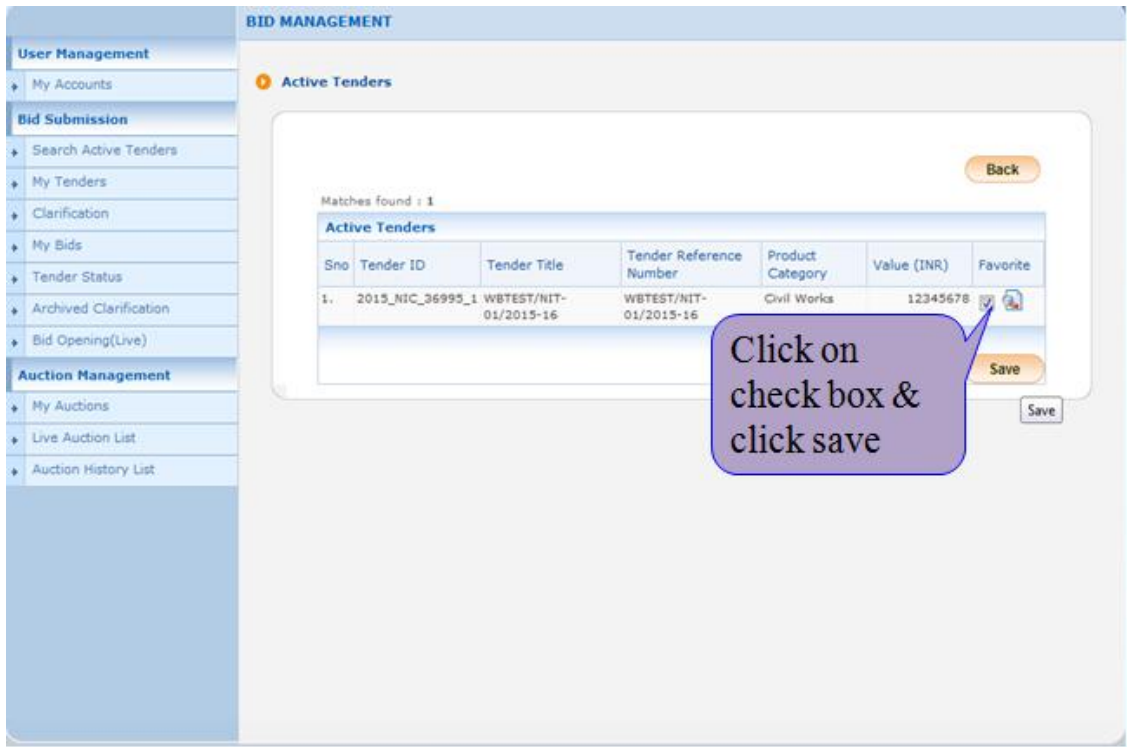 BID MANAGEMENT
User Management
My Accounts
Bid Submission
Search Active Tenders
My Tenders
Clarification
My Bids
Tender Status
Archived Clarification
Bid Opening(Live)
Auction Management
My Auctions
Live Auction List
Auction History List
Active Tenders
Back
Matches found : 1
Active Tenders
Sno Tender ID Tender Title Tender Reference Number Product Category Value (INR) Favorite
1. 2015_NIC_36995_1 WBTEST/NIT- WBTEST/NIT- Civil Works 12345678
01/2015-16 01/2015-16
Click on
check box &
click save
Save
Save